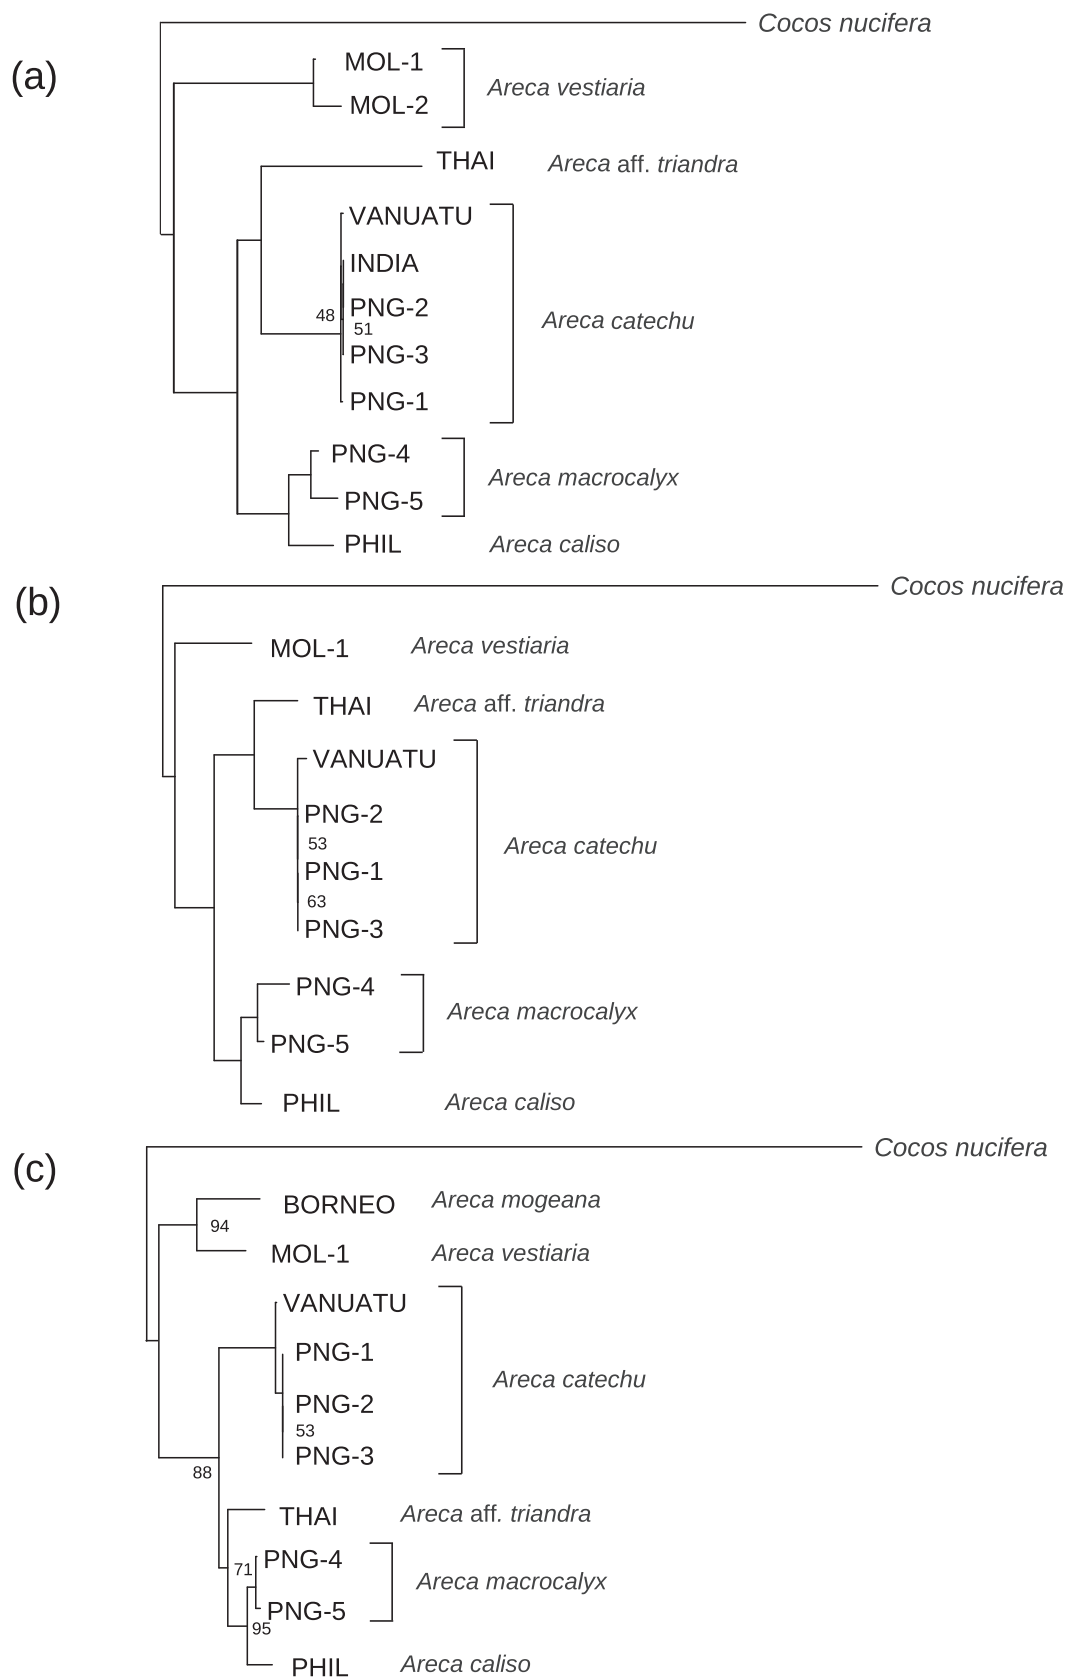 Cocos nucifera
(a)
MOL-1
Areca vestiaria
MOL-2
THAI Areca aff. triandra
VANUATU
INDIA
PNG-2
48
Areca catechu
51
PNG-3
PNG-1
PNG-4
Areca macrocalyx
PNG-5
PHIL Areca caliso
Cocos nucifera
(b)
MOL-1 Areca vestiaria
THAI Areca aff. triandra
VANUATU
PNG-2
53
Areca catechu
PNG-1
63
PNG-3
PNG-4
Areca macrocalyx
PNG-5
PHIL Areca caliso
Cocos nucifera
(c)
BORNEO Areca mogeana
94
MOL-1 Areca vestiaria
VANUATU
PNG-1
Areca catechu
PNG-2
53
PNG-3
88
THAI Areca aff. triandra
PNG-4
71
Areca macrocalyx
PNG-5
95
PHIL Areca caliso